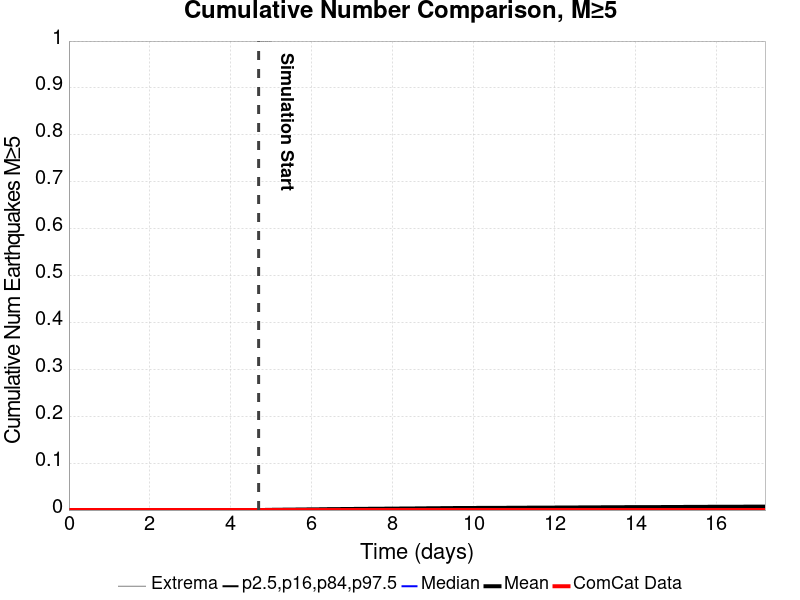 Cumulative Number Comparison, M≥5
Cumulative Num Earthquakes M≥5
1
0.9
0.8
0.7
0.6
0.5
0.4
0.3
0.2
0.1
0
Simulation Start
0 2 4 6 8 10 12 14 16
Time (days)
Extrema p2.5,p16,p84,p97.5 Median Mean ComCat Data